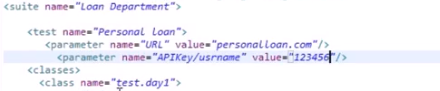 <suite name="Loan Department">
<test name="Personal loan">
<parameter name="URL" value="personalloan.com"/>
<parameter name="APIKey/usrname" value="123456"/>
<classes>
<class name="test.day1">